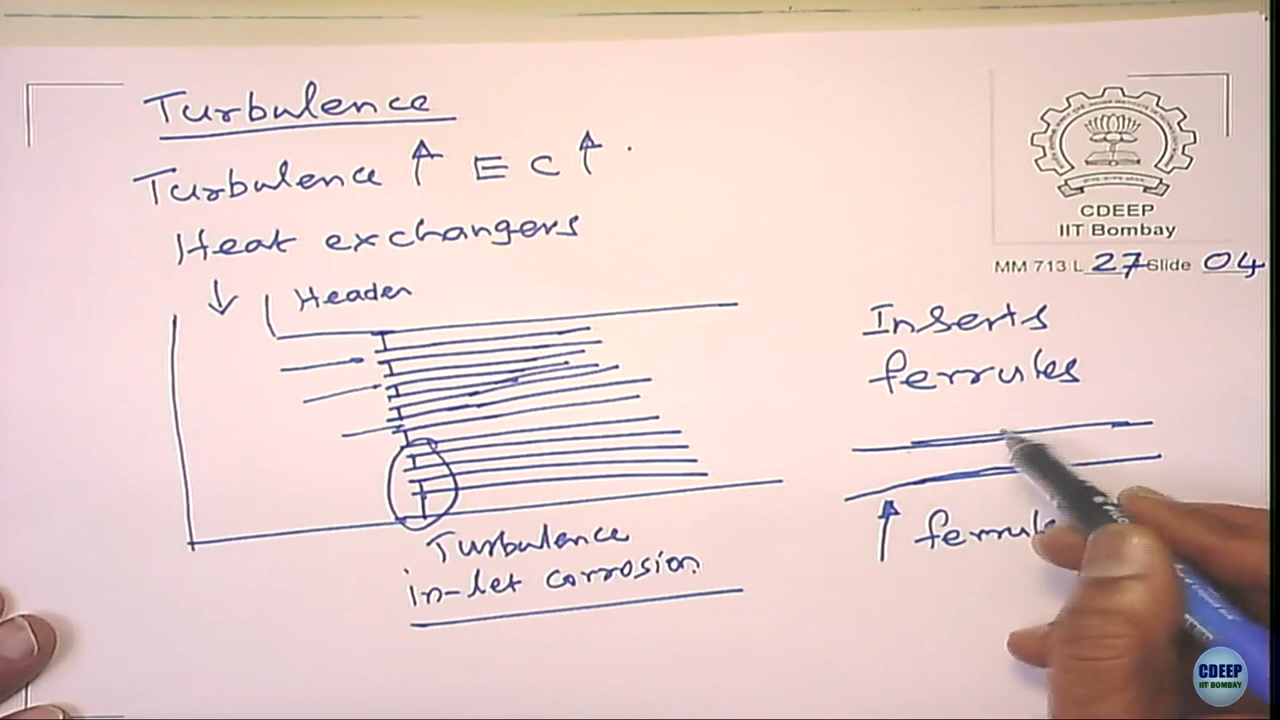 Turbulence
Turbulence ↑ E C ↑ .
Heat exchangers
↓ Header
Turbulence
in-let corrosion
CDEEP
IIT Bombay
MM 713 L 27 Slide 04
Inserts
ferrules
↑
CDEEP
IIT BOMBAY